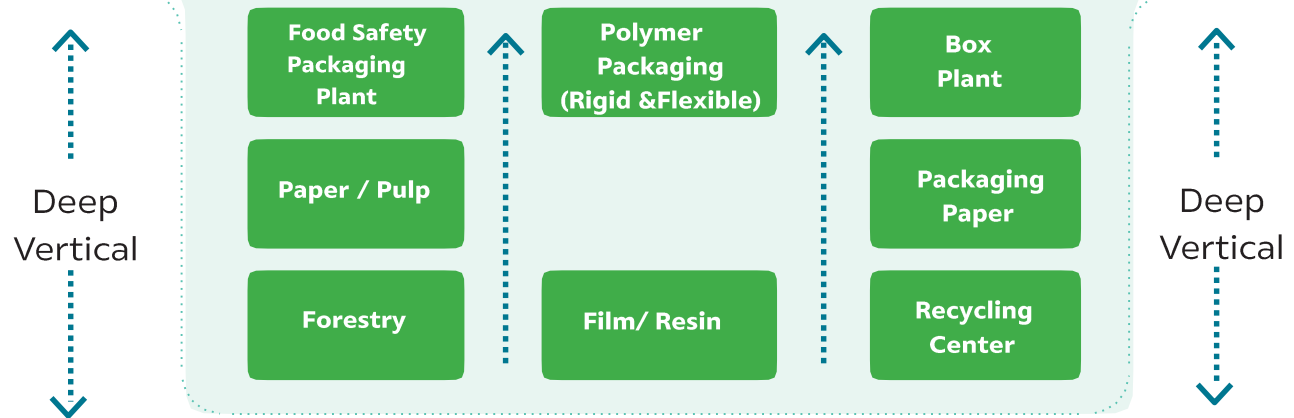 Food Safety
Packaging
Plant
Polymer
Packaging
(Rigid &Flexible)
Box
Plant
Deep
Vertical
Paper / Pulp
Packaging
Paper
Deep
Vertical
Forestry
Film/ Resin
Recycling
Center